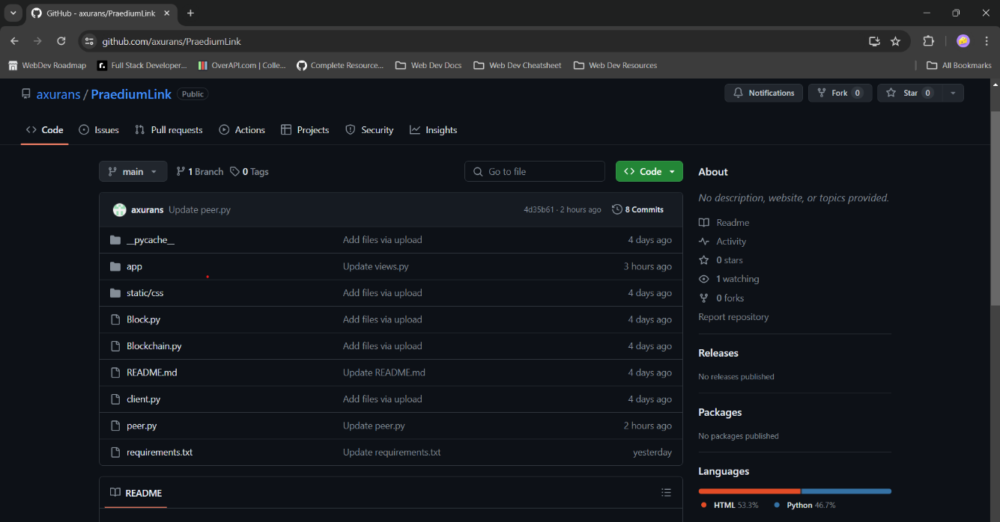 GitHub - axurans/PraediumLink
github.com/axurans/PraediumLink
WebDev Roadmap Full Stack Developer... OverAPI.com | Colle... Complete Resource... Web Dev Docs Web Dev Cheatsheet Web Dev Resources All Bookmarks
axurans / PraediumLink Public Notifications Fork 0 Star 0
Code Issues Pull requests Actions Projects Security Insights
main 1 Branch 0 Tags Go to file Code
axurans Update peer.py 4d35b61 · 2 hours ago 8 Commits
__pycache__ Add files via upload 4 days ago
app Update views.py 3 hours ago
static/css Add files via upload 4 days ago
Block.py Add files via upload 4 days ago
Blockchain.py Add files via upload 4 days ago
README.md Update README.md 4 days ago
client.py Add files via upload 4 days ago
peer.py Update peer.py 2 hours ago
requirements.txt Update requirements.txt yesterday
README
About
No description, website, or topics provided.
Readme
Activity
0 stars
1 watching
0 forks
Report repository
Releases
No releases published
Packages
No packages published
Languages
HTML 53.3% Python 46.7%